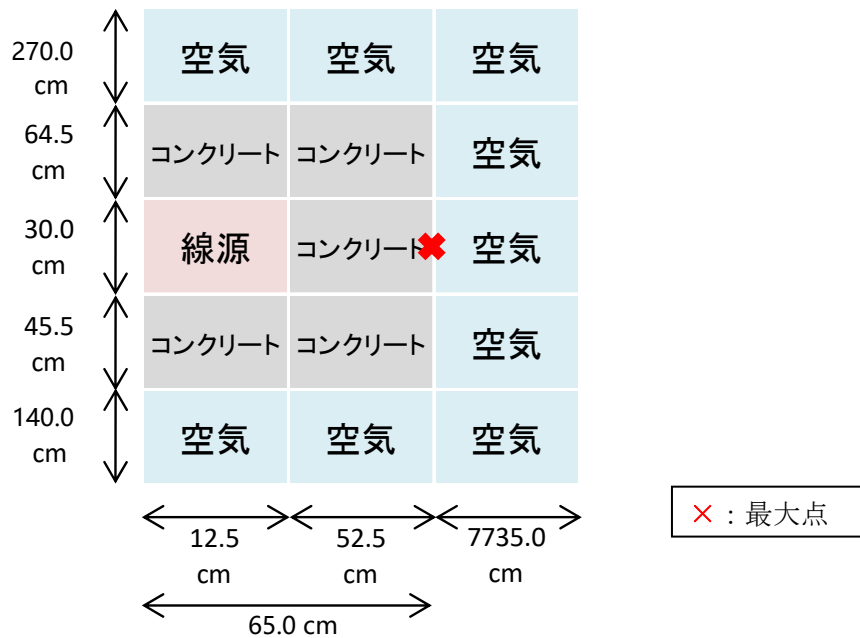 270.0
cm
空気 空気 空気
64.5
cm
コンクリート コンクリート 空気
30.0
cm
線源 コンクリート 空気
45.5
cm
コンクリート コンクリート 空気
140.0
cm
空気 空気 空気
12.5
cm
52.5
cm
7735.0
cm
65.0 cm
×：最大点